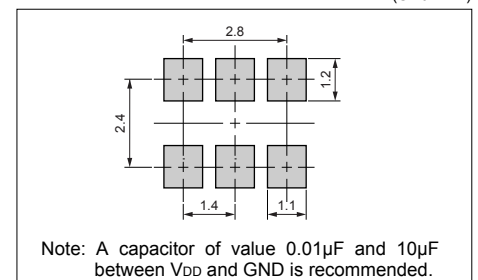 2.8
1.2
2.4
1.4
1.1
Note: A capacitor of value 0.01µF and 10µF
between VDD and GND is recommended.